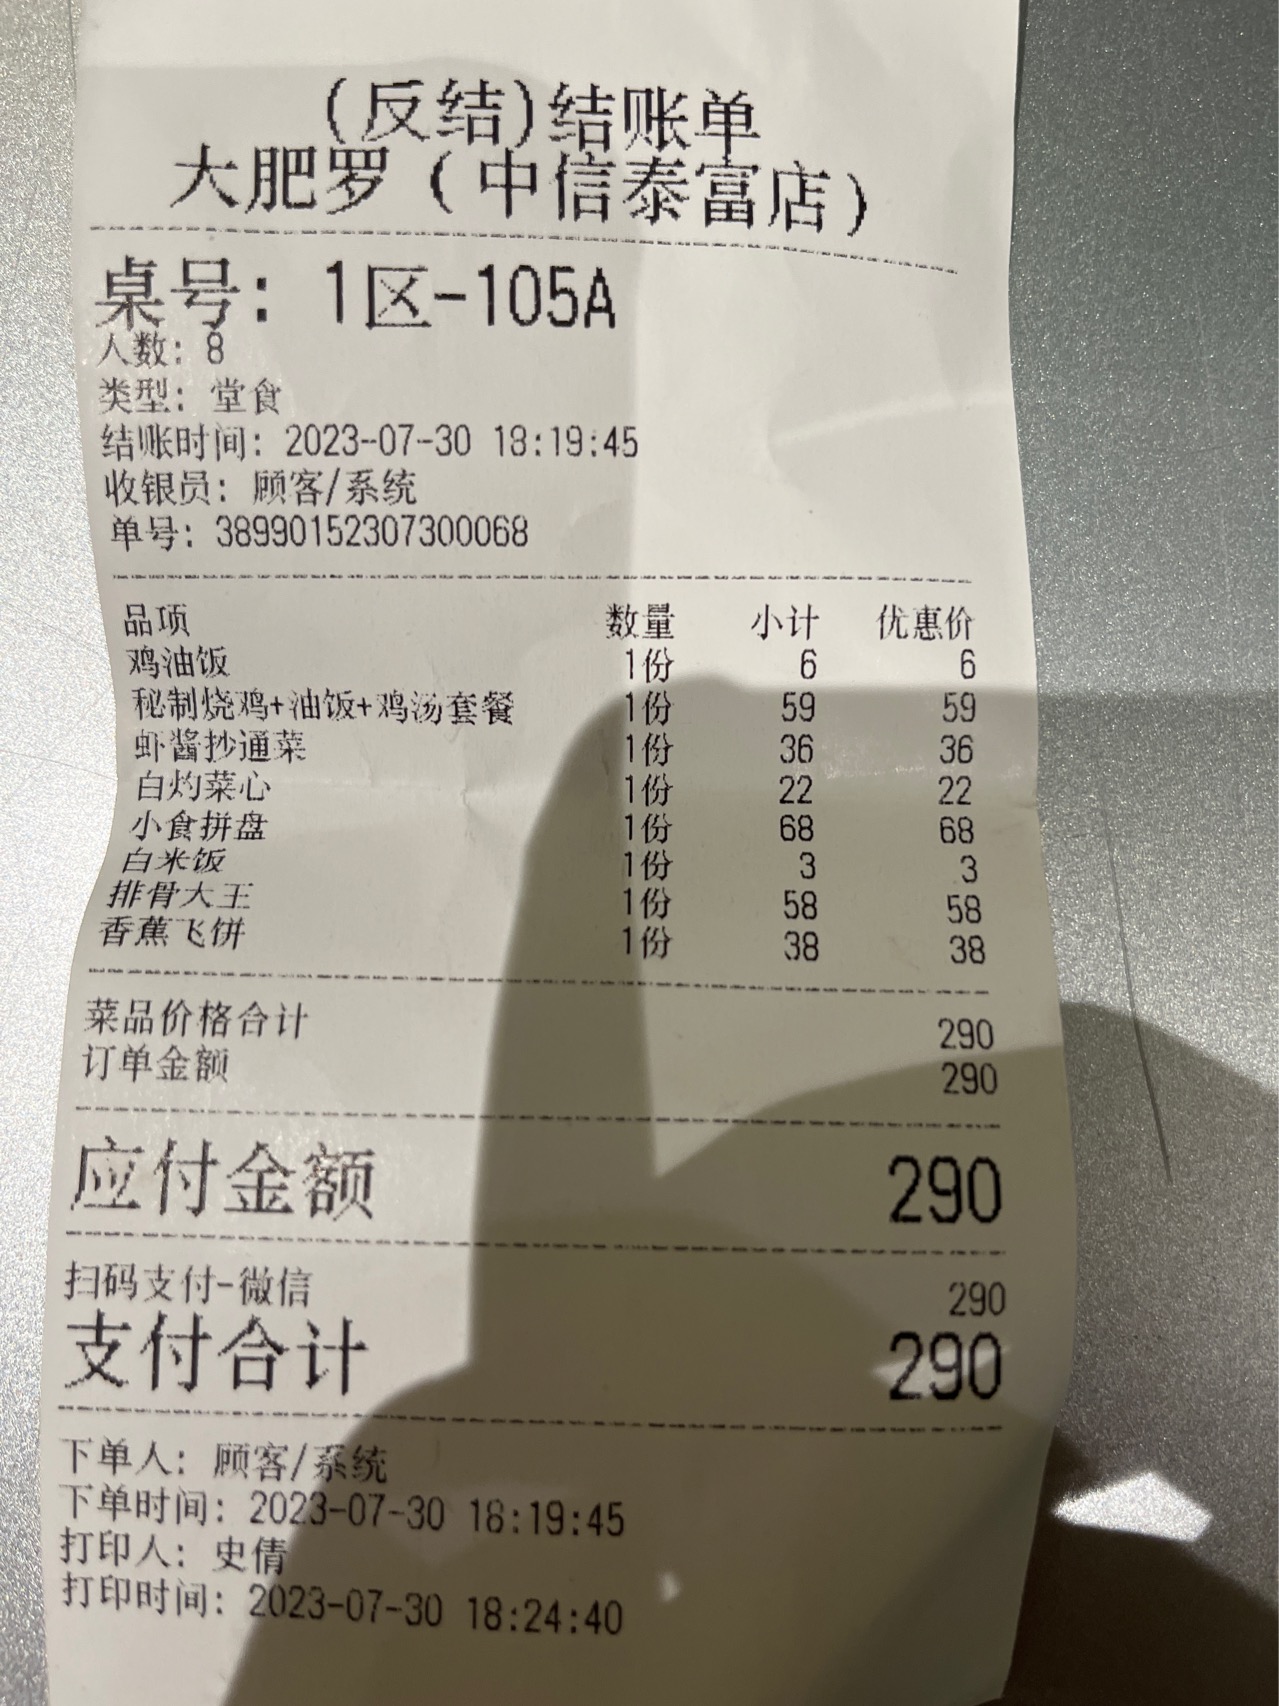 (反结)结账单
大肥罗（中信泰富店）
桌号：1区-105A
人数：8
类型：堂食
结账时间：2023-07-30 18:19:45
收银员：顾客/系统
单号：38990152307300068
品项 数量 小计 优惠价
鸡油饭 1份 6 6
秘制烧鸡+油饭+鸡汤套餐 1份 59 59
虾酱抄通菜 1份 36 36
白灼菜心 1份 22 22
小食拼盘 1份 68 68
白米饭 1份 3 3
排骨大王 1份 58 58
香蕉飞饼 1份 38 38
菜品价格合计 290
订单金额 290
应付金额 290
扫码支付-微信 290
支付合计 290
下单人：顾客/系统
下单时间：2023-07-30 18:19:45
打印人：史倩
打印时间：2023-07-30 18:24:40